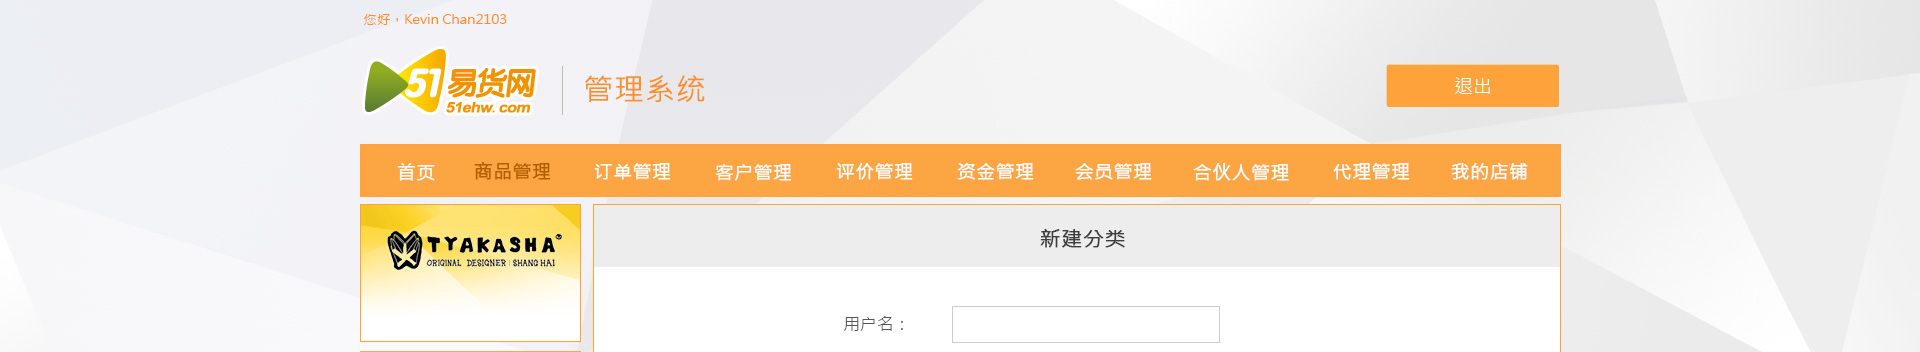 您好，Kevin Chan2103
51易货网
51ehw.com
管理系统
退出
首页 商品管理 订单管理 客户管理 评价管理 资金管理 会员管理 合伙人管理 代理管理 我的店铺
TYAKASHA
ORIGINAL DESIGNER | SHANG HAI
新建分类
用户名：